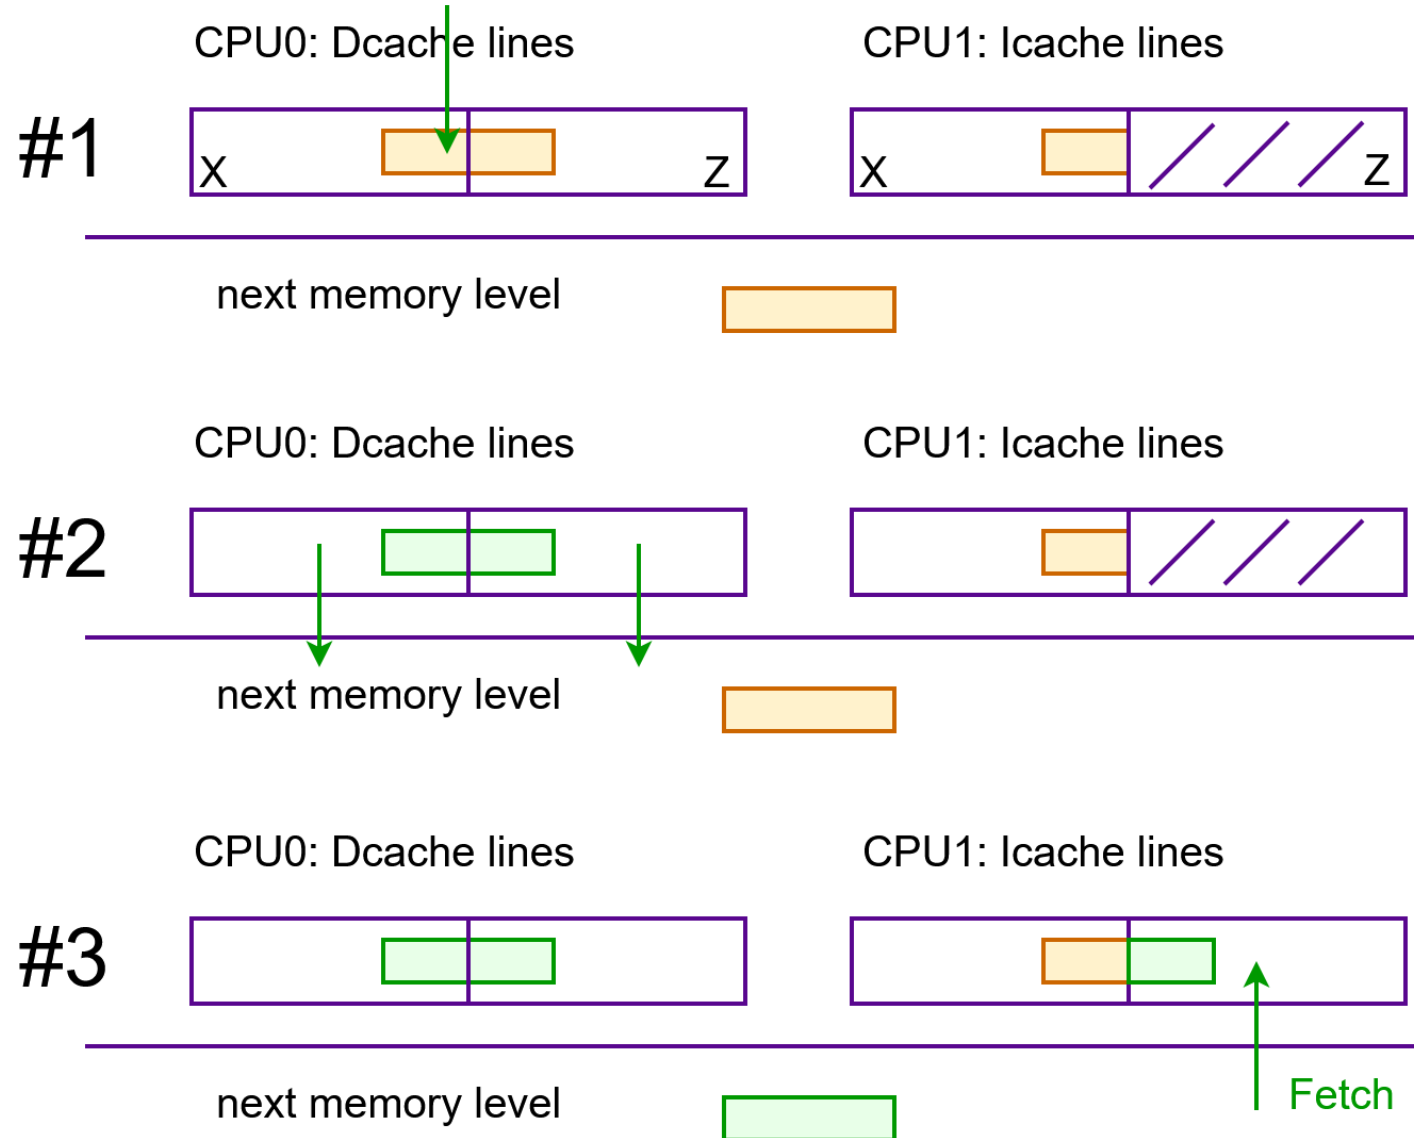 CPU0: Dcache lines
CPU1: Icache lines
#1
X
Z
X
Z
next memory level
CPU0: Dcache lines
CPU1: Icache lines
#2
next memory level
CPU0: Dcache lines
CPU1: Icache lines
#3
next memory level
Fetch